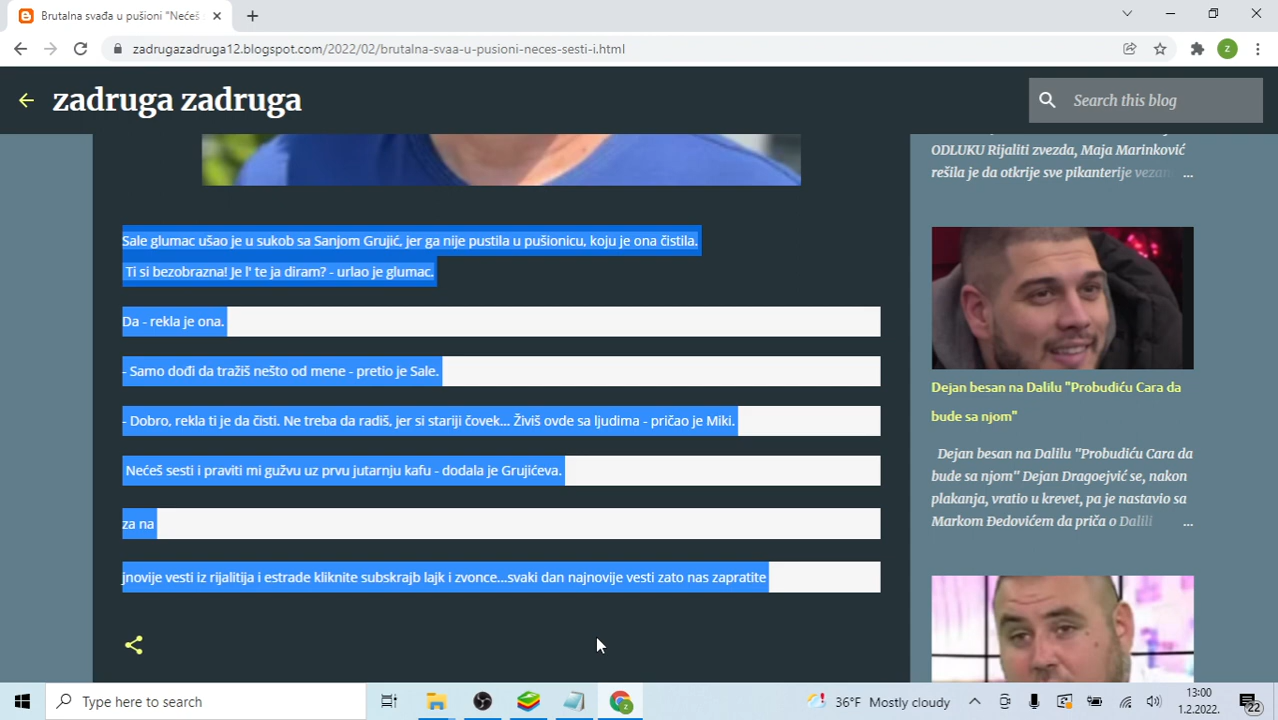 Brutalna svađa u pušioni "Nećeš
zadrugazadruga12.blogspot.com/2022/02/brutalna-svaa-u-pusioni-neces-sesti-i.html
z
zadruga zadruga
Search this blog
ODLUKU Rijaliti zvezda, Maja Marinković
rešila je da otkrije sve pikanterije vezan ...
Sale glumac ušao je u sukob sa Sanjom Grujić, jer ga nije pustila u pušionicu, koju je ona čistila.
Ti si bezobrazna! Je l' te ja diram? - urlao je glumac.
Da - rekla je ona.
- Samo dođi da tražiš nešto od mene - pretio je Sale.
- Dobro, rekla ti je da čisti. Ne treba da radiš, jer si stariji čovek... Živiš ovde sa ljudima - pričao je Miki.
Nećeš sesti i praviti mi gužvu uz prvu jutarnju kafu - dodala je Grujićeva.
za na
jnovije vesti iz rijalitija i estrade kliknite subskrajb lajk i zvonce...svaki dan najnovije vesti zato nas zapratite
Dejan besan na Dalilu "Probudiću Cara da
bude sa njom"
Dejan besan na Dalilu "Probudiću Cara da
bude sa njom" Dejan Dragoejvić se, nakon
plakanja, vratio u krevet, pa je nastavio sa
Markom Đedovićem da priča o Dalili ...
Type here to search
36°F Mostly cloudy
13:00
1.2.2022.
22